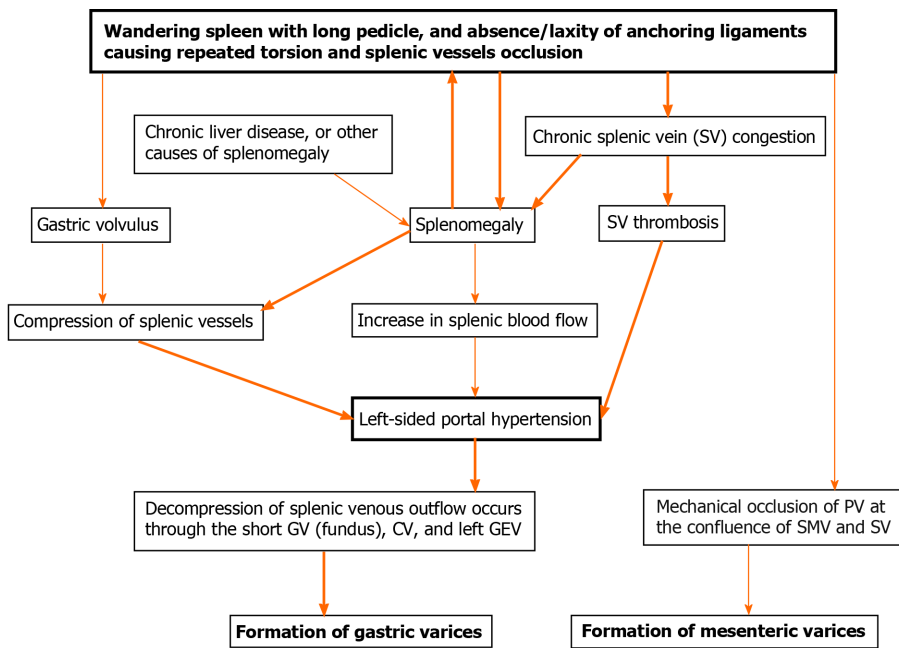 Wandering spleen with long pedicle, and absence/laxity of anchoring ligaments
causing repeated torsion and splenic vessels occlusion
Chronic liver disease, or other
causes of splenomegaly
Chronic splenic vein (SV) congestion
Gastric volvulus
Splenomegaly
SV thrombosis
Compression of splenic vessels
Increase in splenic blood flow
Left-sided portal hypertension
Decompression of splenic venous outflow occurs
through the short GV (fundus), CV, and left GEV
Mechanical occlusion of PV at
the confluence of SMV and SV
Formation of gastric varices
Formation of mesenteric varices